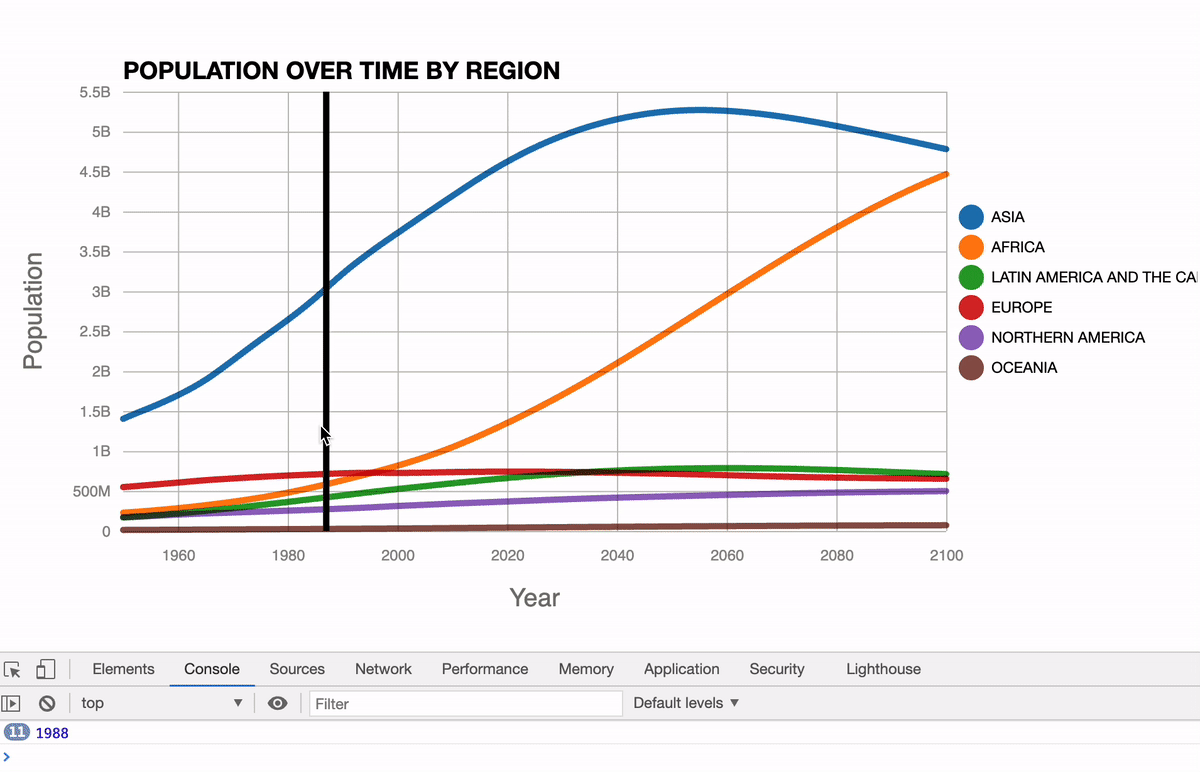 POPULATION OVER TIME BY REGION
5.5B
5B
4.5B
4B
3.5B
3B
2.5B
2B
1.5B
1B
500M
0
Population
1960 1980 2000 2020 2040 2060 2080 2100
Year
ASIA
AFRICA
LATIN AMERICA AND THE CA
EUROPE
NORTHERN AMERICA
OCEANIA
Elements Console Sources Network Performance Memory Application Security Lighthouse
top ▼ Filter Default levels ▼
11 1988
>